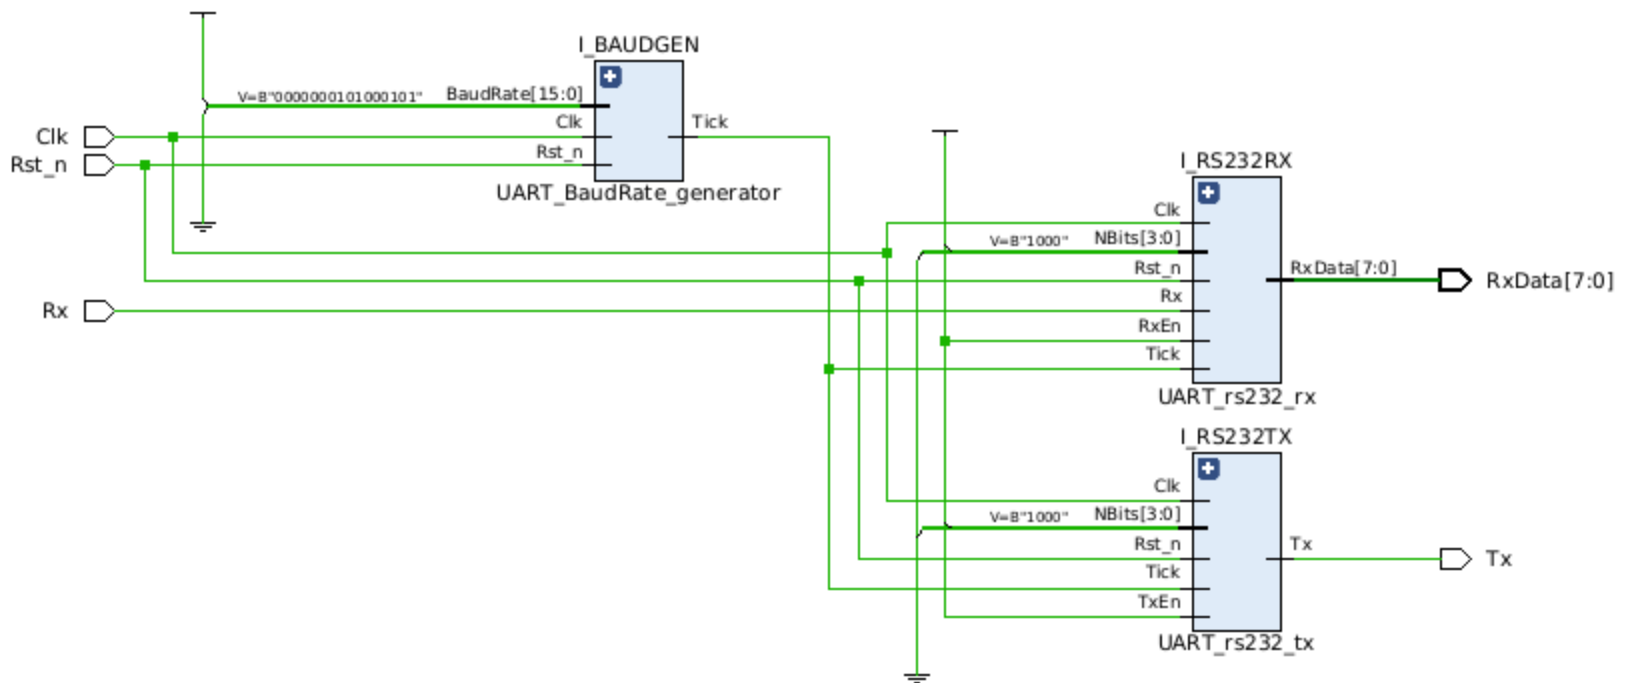 I_BAUDGEN
V=B"0000000101000101"
BaudRate[15:0]
Clk
Clk
Tick
Rst_n
Rst_n
UART_BaudRate_generator
I_RS232RX
Clk
V=B"1000"
NBits[3:0]
Rst_n
RxData[7:0]
RxData[7:0]
Rx
Rx
RxEn
Tick
UART_rs232_rx
I_RS232TX
Clk
V=B"1000"
NBits[3:0]
Rst_n
Tx
Tx
Tick
TxEn
UART_rs232_tx